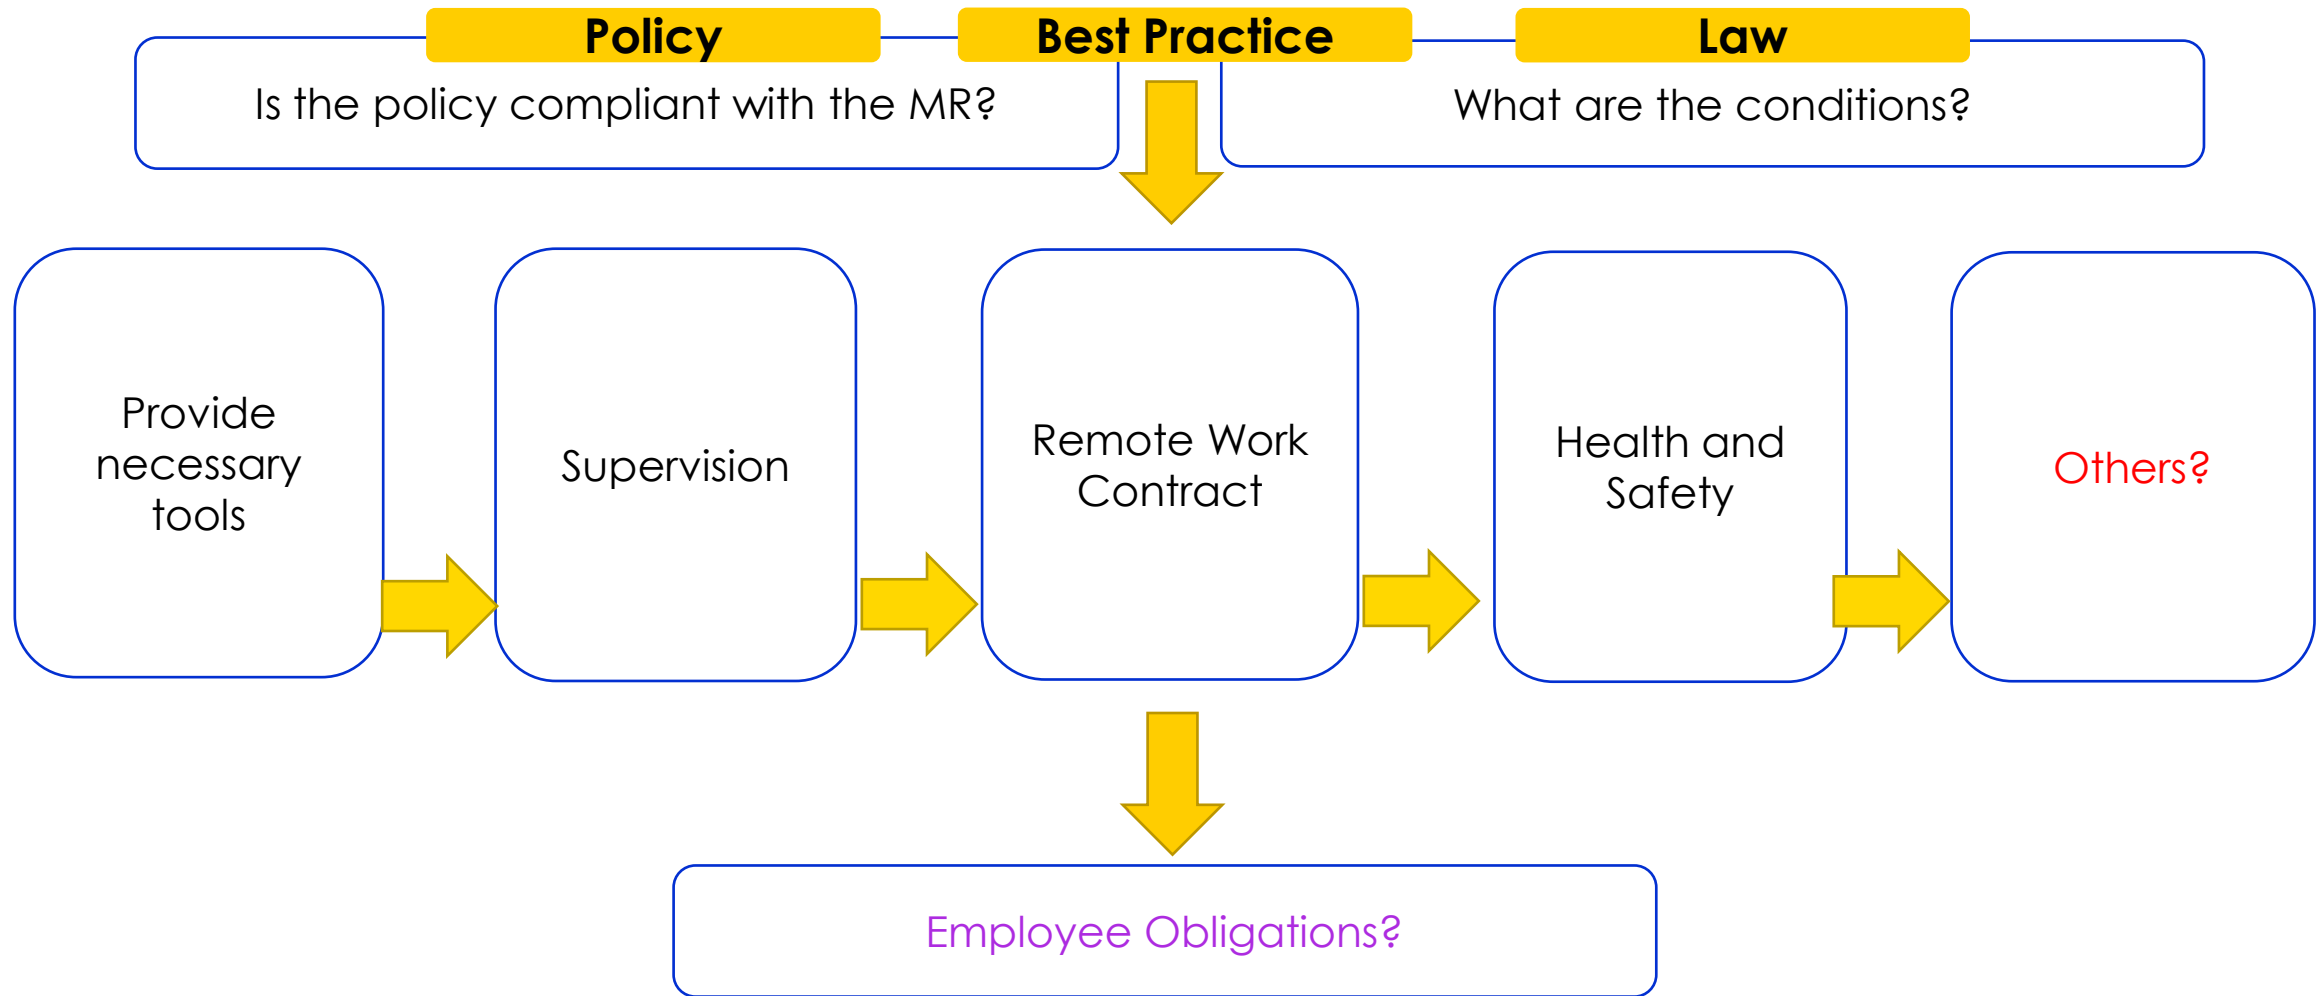 Policy
Best Practice
Law
Is the policy compliant with the MR?
What are the conditions?
Provide
necessary
tools
Supervision
Remote Work
Contract
Health and
Safety
Others?
Employee Obligations?